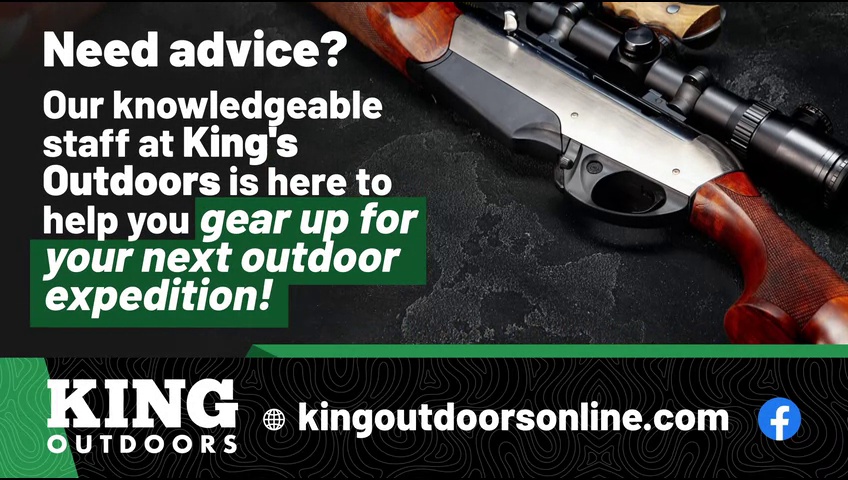 Need advice?
Our knowledgeable
staff at King's
Outdoors is here to
help you gear up for
your next outdoor
expedition!
KING
OUTDOORS
kingoutdoorsonline.com